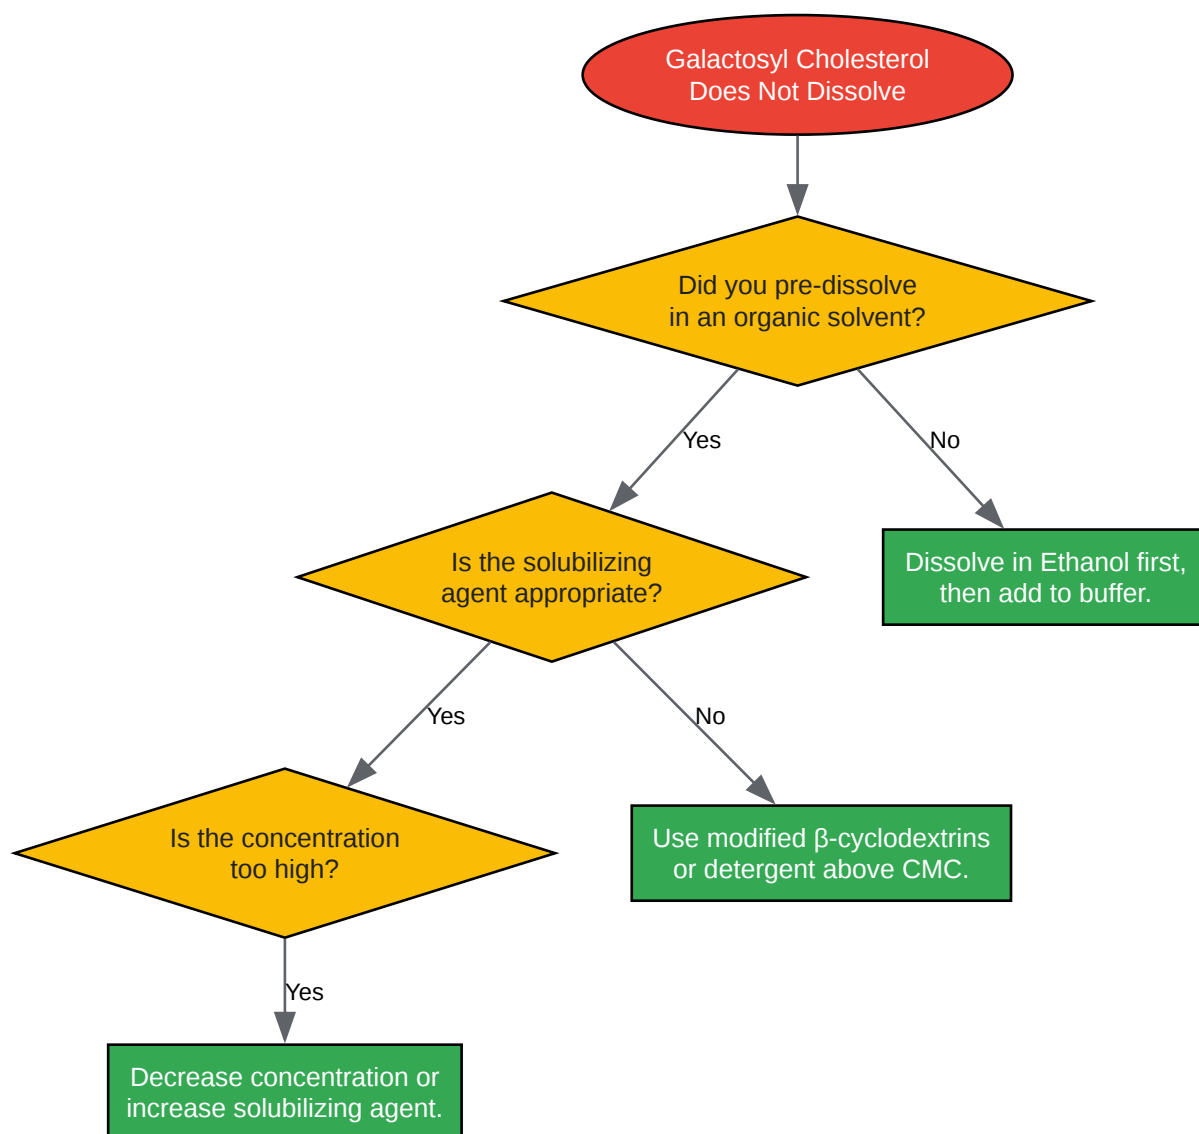 Galactosyl Cholesterol
Does Not Dissolve
Did you pre-dissolve
in an organic solvent?
Yes
No
Is the solubilizing
agent appropriate?
Dissolve in Ethanol first,
then add to buffer.
Yes
No
Is the concentration
too high?
Use modified β-cyclodextrins
or detergent above CMC.
Yes
Decrease concentration or
increase solubilizing agent.